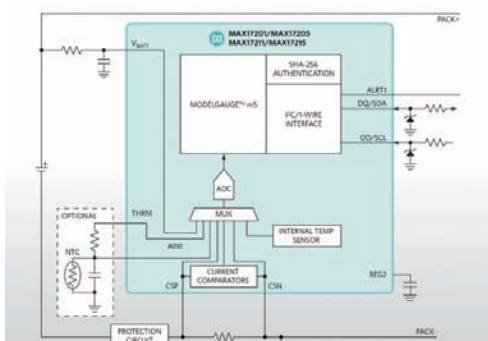 PACK+
MAX17201/MAX17205
MAX17211/MAX17215
VBATT
SHA-256
AUTHENTICATION
MODELGAUGE™ m5
I²C/1-WIRE
INTERFACE
ALRT1
DQ/SDA
OD/SCL
ADC
OPTIONAL
THRM
MUX
NTC
AIN1
INTERNAL TEMP
SENSOR
CURRENT
COMPARATORS
REG2
CSP
CSN
PROTECTION
CIRCUIT
PACK-